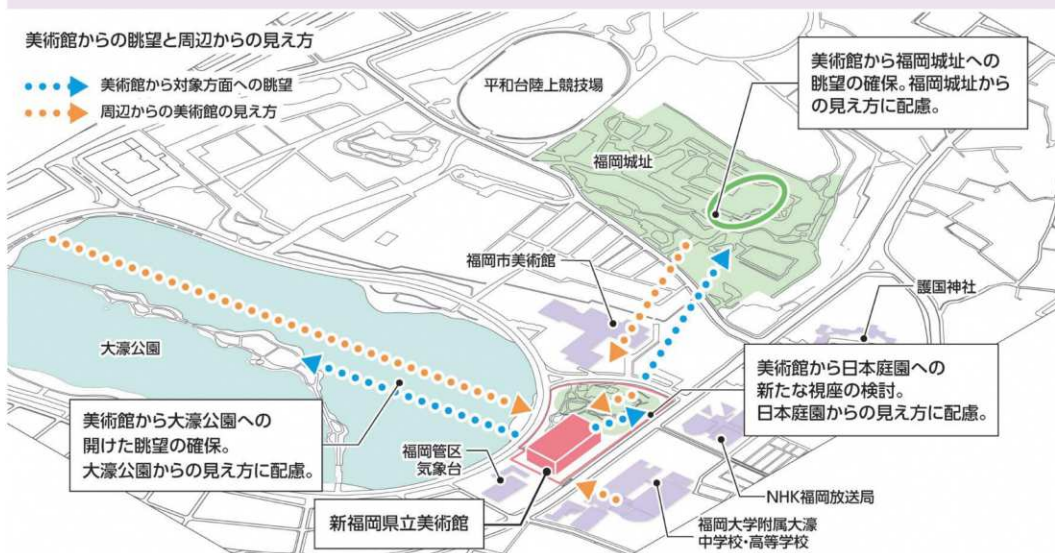 美術館からの眺望と周辺からの見え方
美術館から対象方面への眺望
周辺からの美術館の見え方
平和台陸上競技場
美術館から福岡城址への
眺望の確保。福岡城址から
の見え方に配慮。
福岡城址
福岡市美術館
護国神社
大濠公園
美術館から日本庭園への
新たな視座の検討。
日本庭園からの見え方に配慮。
美術館から大濠公園への
開けた眺望の確保。
大濠公園からの見え方に配慮。
福岡管区
気象台
新福岡県立美術館
NHK福岡放送局
福岡大学附属大濠
中学校・高等学校